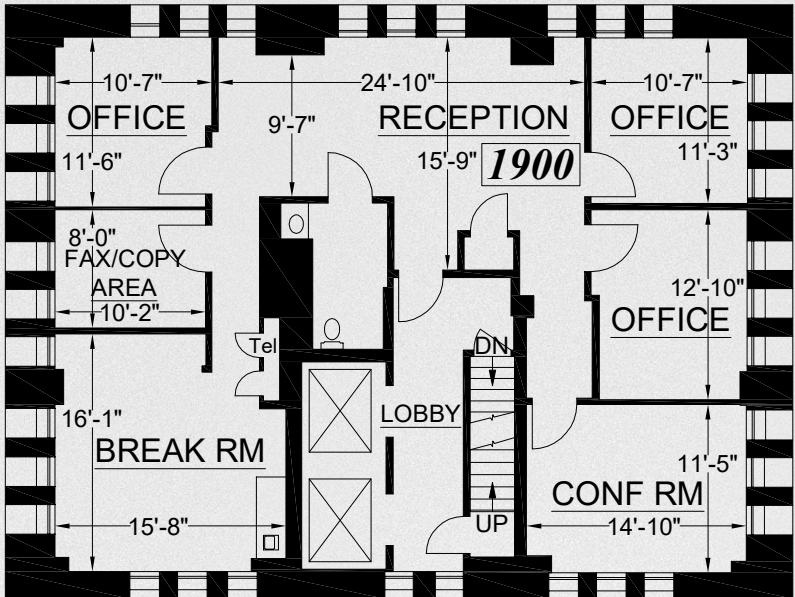 10'-7"
24'-10"
10'-7"
OFFICE
9'-7"
RECEPTION
OFFICE
11'-6"
15'-9"
1900
11'-3"
8'-0"
FAX/COPY
AREA
10'-2"
12'-10"
OFFICE
Tel
DN
16'-1"
LOBBY
BREAK RM
11'-5"
CONF RM
15'-8"
UP
14'-10"